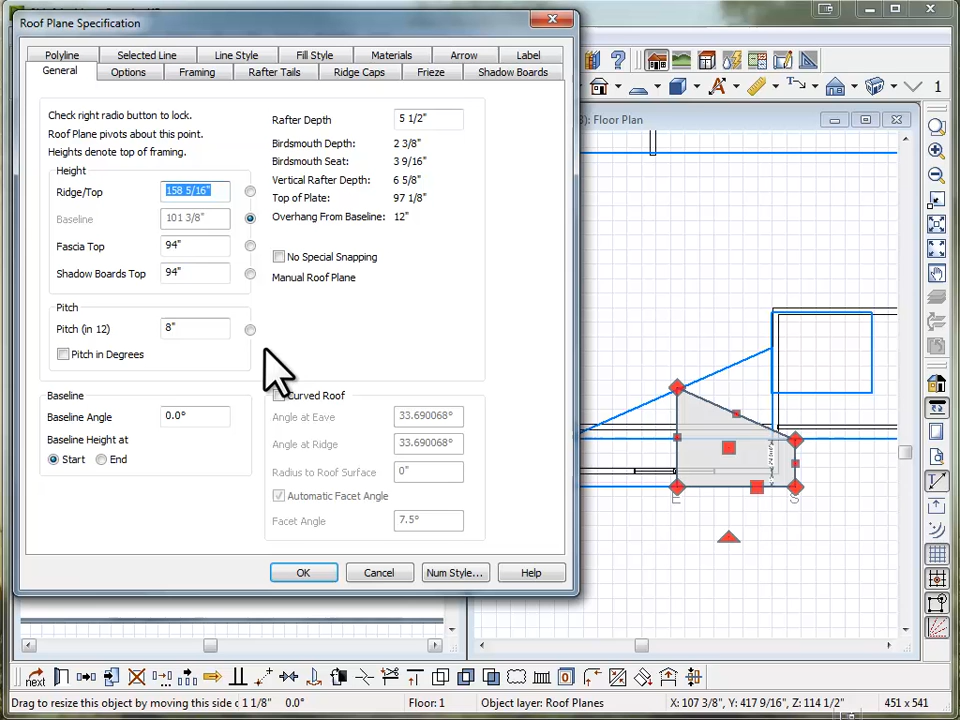 Roof Plane Specification
Polyline
Selected Line
Line Style
Fill Style
Materials
Arrow
Label
General
Options
Framing
Rafter Tails
Ridge Caps
Frieze
Shadow Boards
Check right radio button to lock.
Roof Plane pivots about this point.
Heights denote top of framing.
Height
Ridge/Top 158 5/16"
Baseline 101 3/8"
Fascia Top 94"
Shadow Boards Top 94"
Pitch
Pitch (in 12) 8"
Pitch in Degrees
Baseline
Baseline Angle 0.0°
Baseline Height at
Start End
Rafter Depth 5 1/2"
Birdsmouth Depth: 2 3/8"
Birdsmouth Seat: 3 9/16"
Vertical Rafter Depth: 6 5/8"
Top of Plate: 97 1/8"
Overhang From Baseline: 12"
No Special Snapping
Manual Roof Plane
Curved Roof
Angle at Eave 33.690068°
Angle at Ridge 33.690068°
Radius to Roof Surface 0"
Automatic Facet Angle
Facet Angle 7.5°
OK
Cancel
Num Style...
Help
1
: Floor Plan
E
S
next
Drag to resize this object by moving this side c 1 1/8" 0.0°
Floor: 1
Object layer: Roof Planes
X: 107 3/8", Y: 417 9/16", Z: 114 1/2"
451 x 541